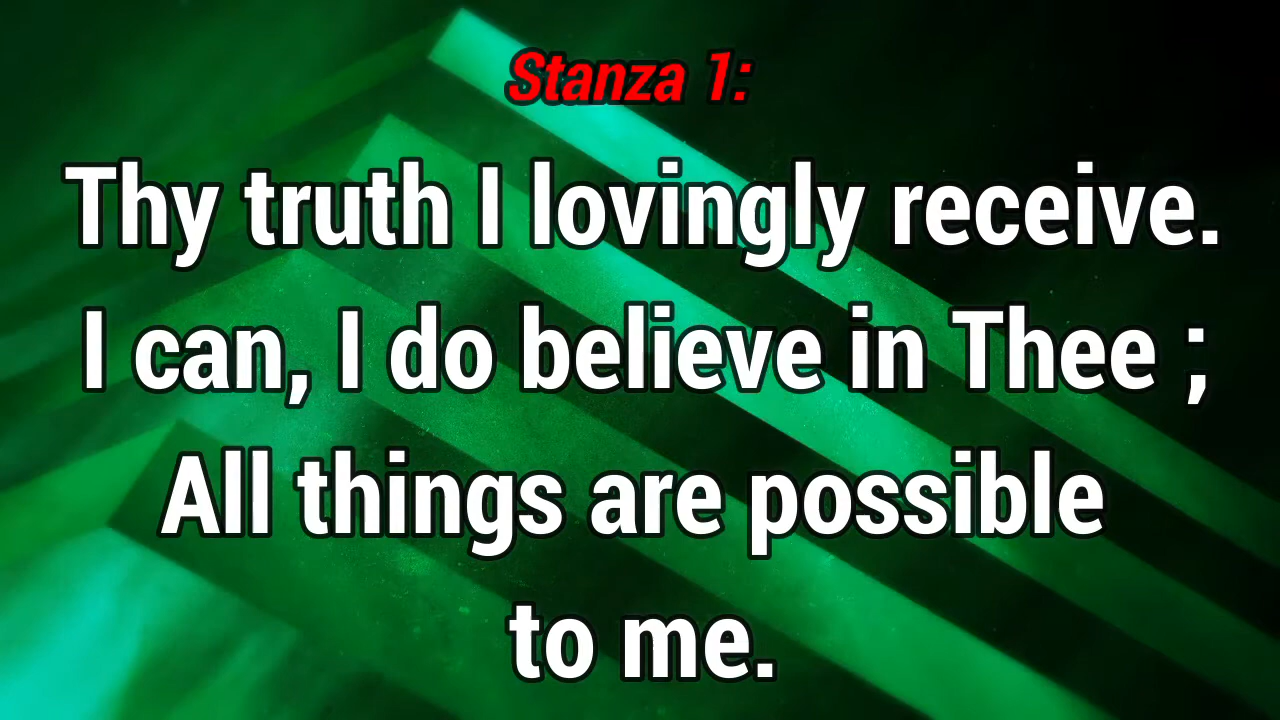 Stanza 1:
Thy truth I lovingly receive.
I can, I do believe in Thee ;
All things are possible
to me.